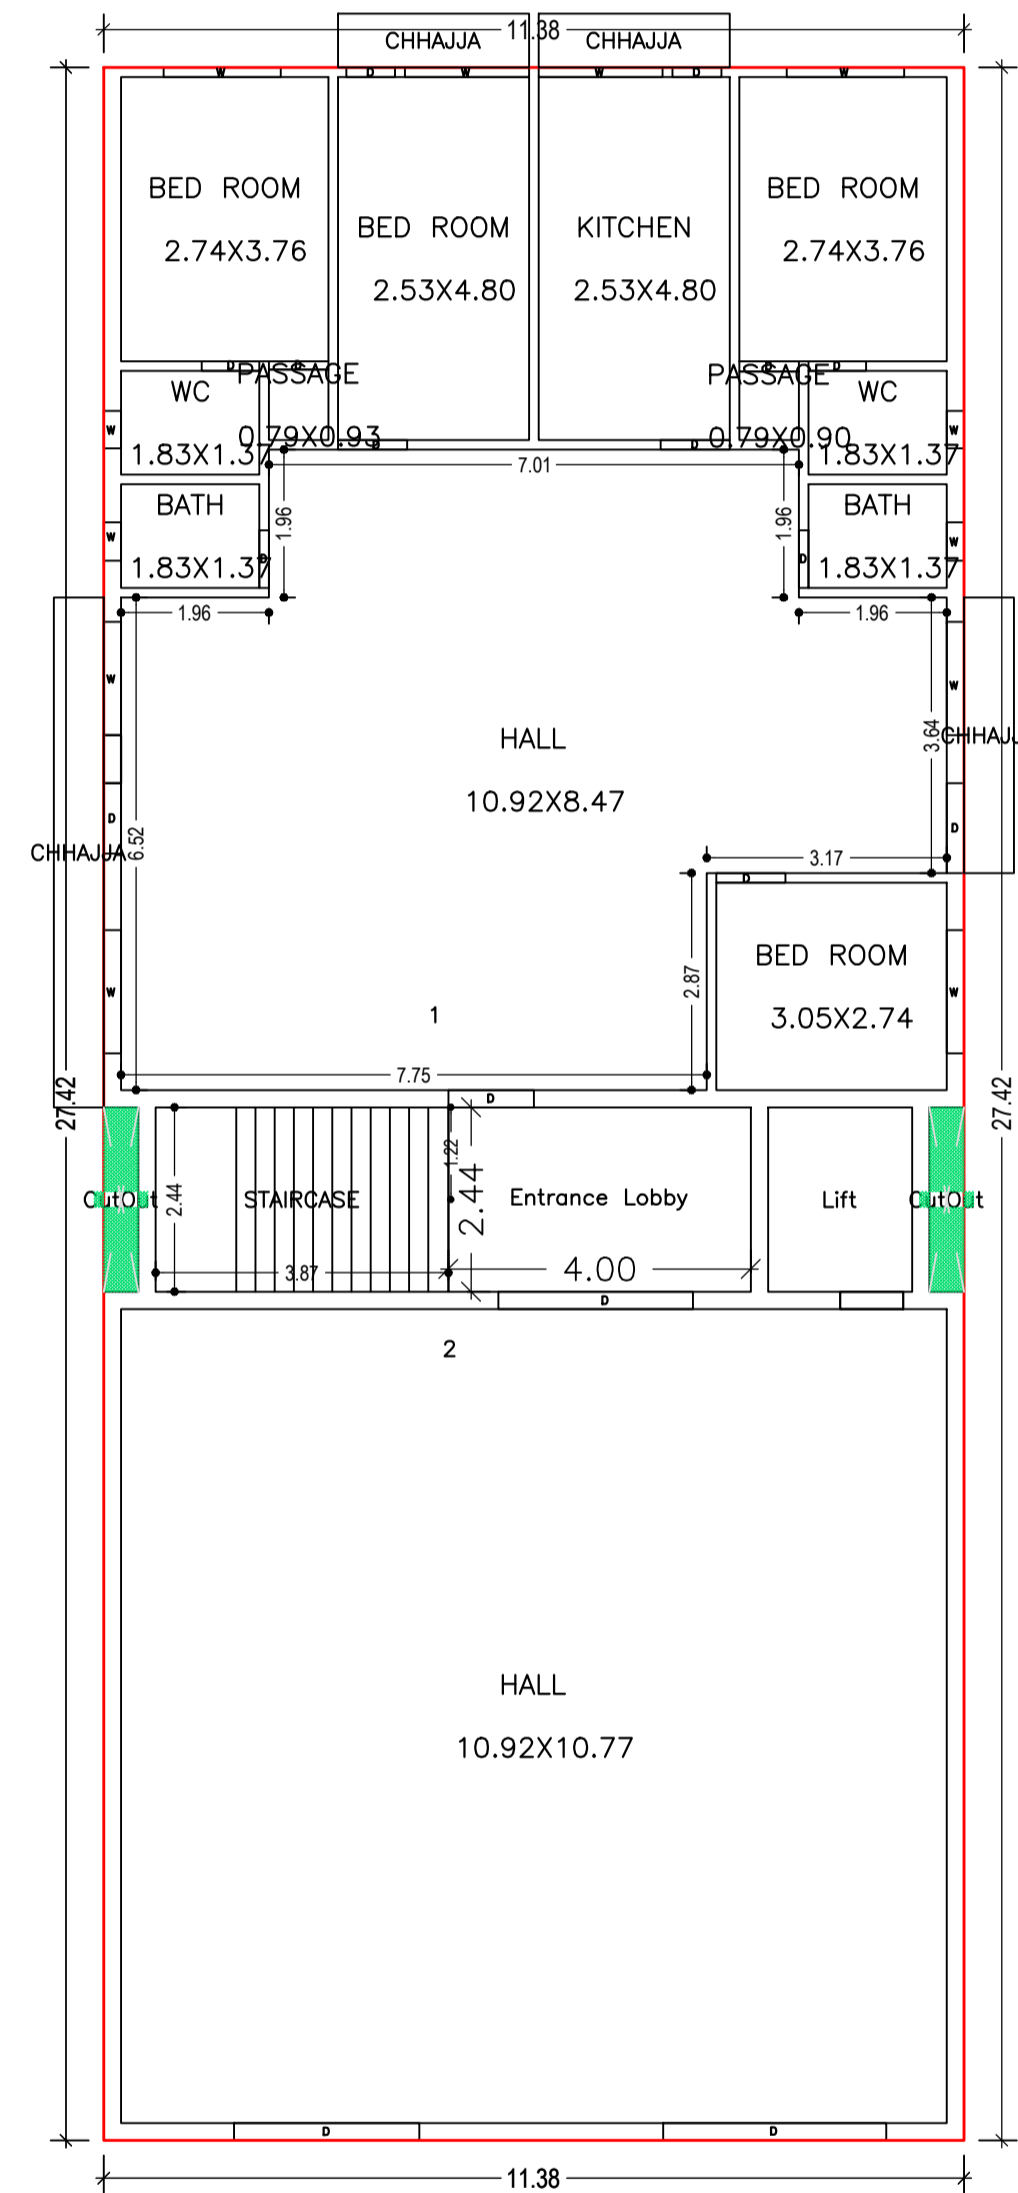 11.38
CHHAJJA CHHAJJA
W D W W D W
BED ROOM BED ROOM
2.74X3.76 2.74X3.76
BED ROOM KITCHEN
2.53X4.80 2.53X4.80
D D D D
PASSAGE PASSAGE
0.79X0.93 0.79X0.90
WC WC
W W
1.83X1.37 1.83X1.37
D D
7.01
BATH BATH
1.96 1.96
W W
D D
1.83X1.37 1.83X1.37
1.96 1.96
W W
HALL
10.92X8.47
3.64
CHHAJJ
D D
CHHAJJA
6.52
3.17
D
BED ROOM
3.05X2.74
2.87
W W
1
7.75
27.42 27.42
D
1.22
2.44
2.44
CutOut STAIRCASE Entrance Lobby Lift CutOut
3.87
4.00
D
2
HALL
10.92X10.77
D D
11.38